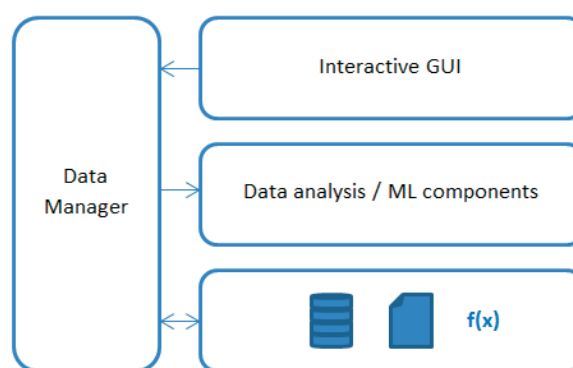 Interactive GUI
Data
Manager
Data analysis / ML components
f(x)